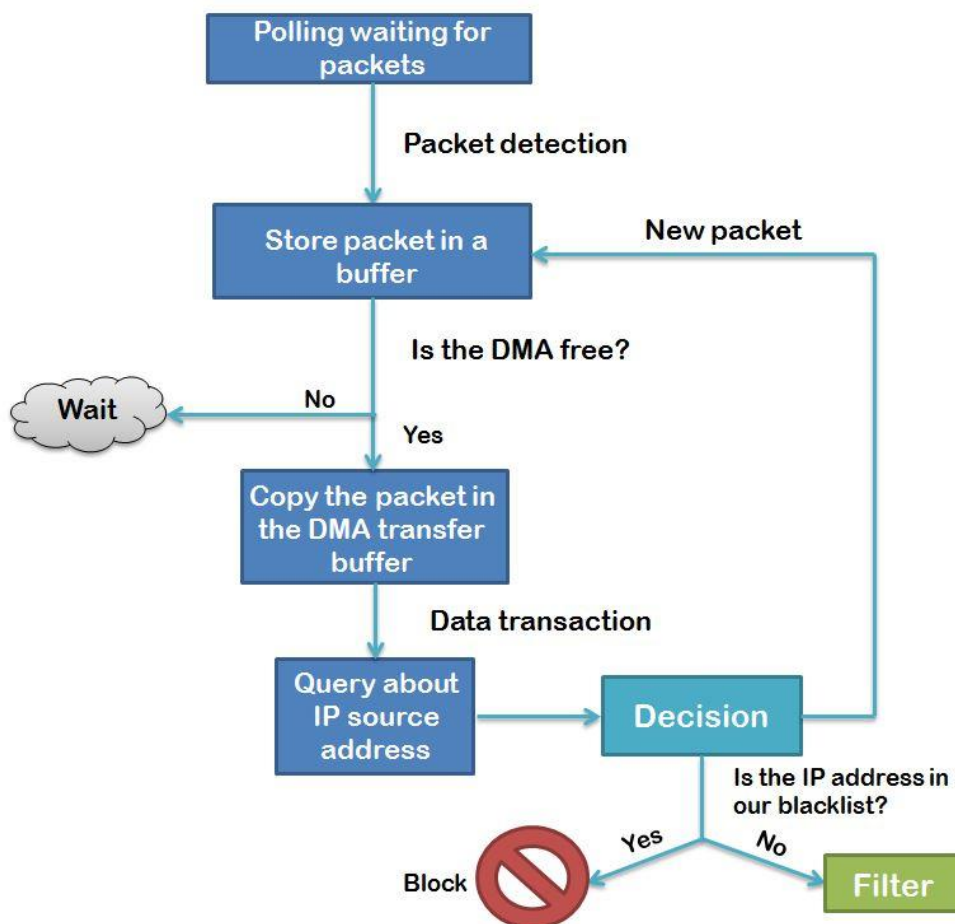 Polling waiting for
packets
Packet detection
Store packet in a
buffer
New packet
Is the DMA free?
No
Wait
Yes
Copy the packet in
the DMA transfer
buffer
Data transaction
Query about
IP source
address
Decision
Is the IP address in
our blacklist?
Yes
No
Block
Filter